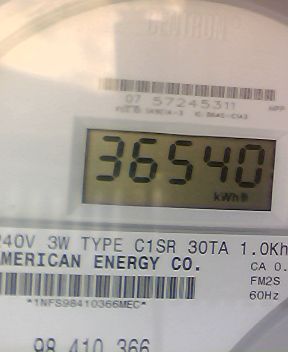 CENTRON
07 57245311
36540
kWh
240V 3W TYPE C1SR 30TA 1.0Kh
AMERICAN ENERGY CO.
CA 0.
FM2S
60Hz
*1NFS98410366MEC*
98 410 366